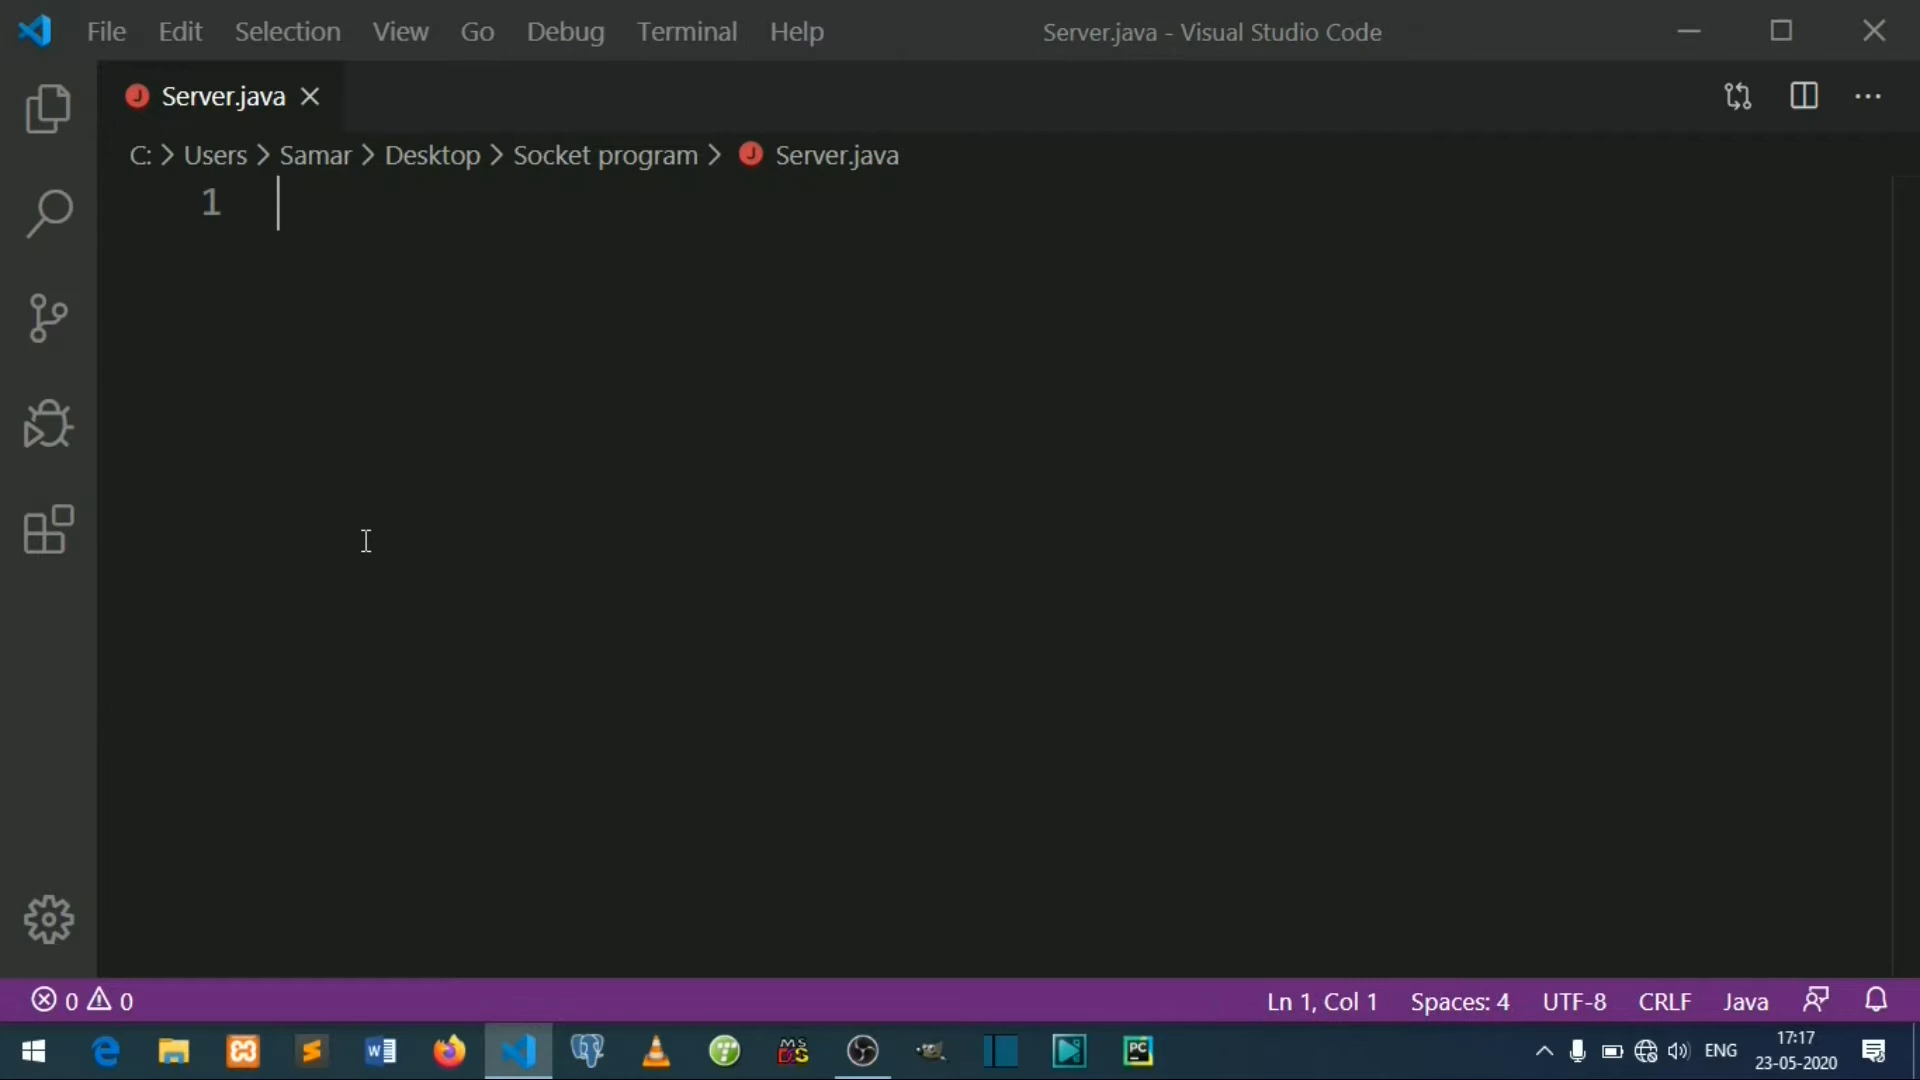 File Edit Selection View Go Debug Terminal Help Server.java - Visual Studio Code
Server.java
C: > Users > Samar > Desktop > Socket program > Server.java
1
0 0 Ln 1, Col 1 Spaces: 4 UTF-8 CRLF Java
ENG 17:17
23-05-2020